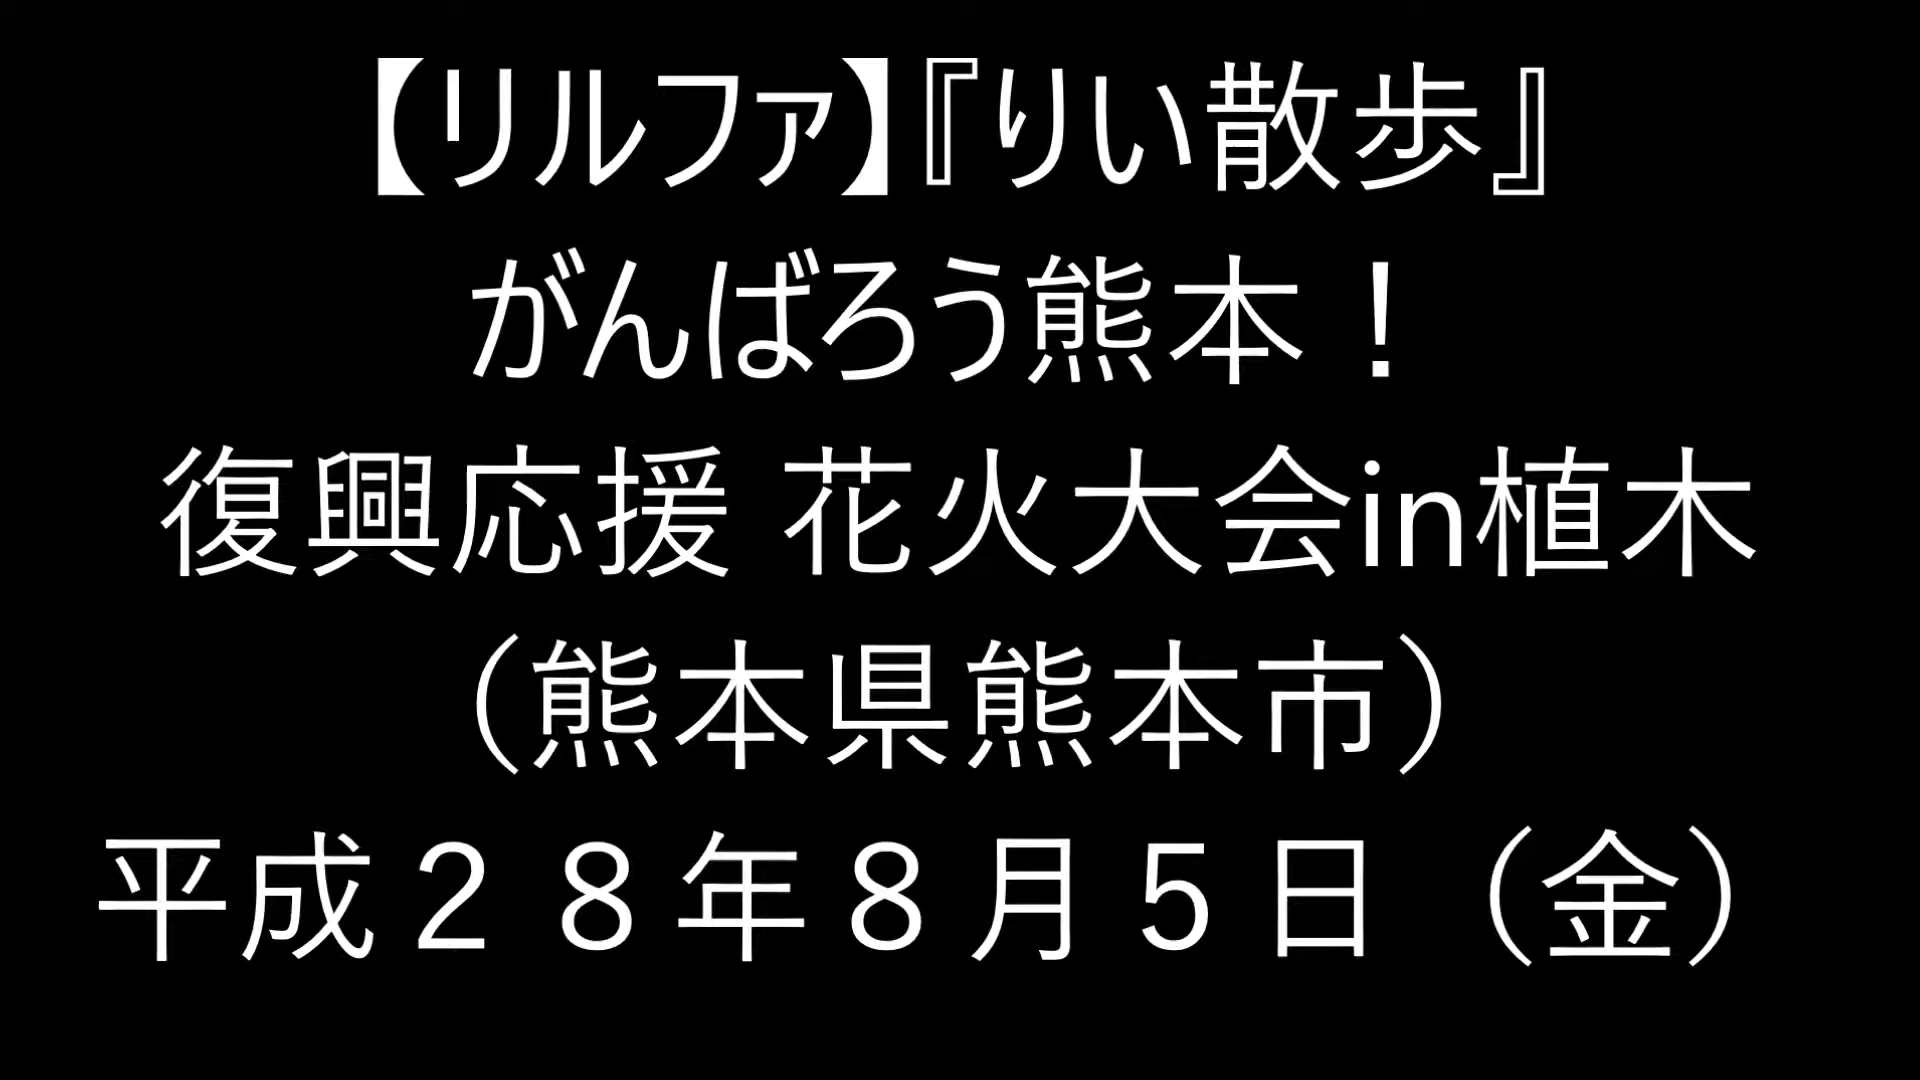 【リルファ】『りい散歩』
がんばろう熊本！
復興応援 花火大会in植木
（熊本県熊本市）
平成２８年８月５日（金）